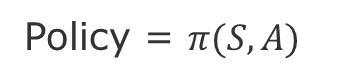 Policy = π(S, A)